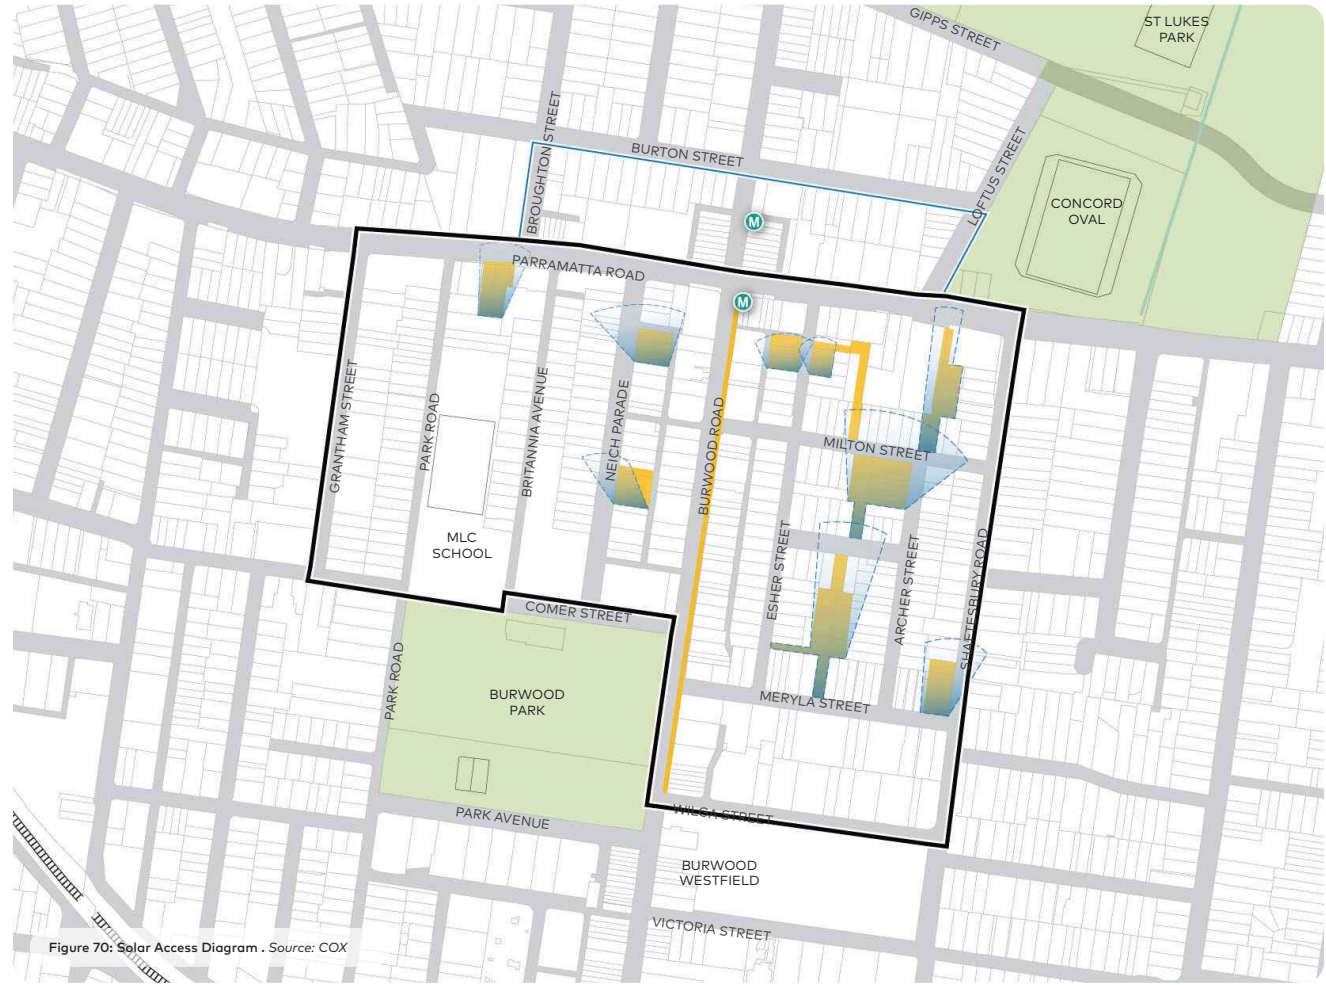 GIPPS STREET
ST LUKES
PARK
BROUGHTON STREET
BURTON STREET
LOFTUS STREET
CONCORD
OVAL
M
PARRAMATTA ROAD
M
GRANTHAM STREET
PARK ROAD
BRITANNIA AVENUE
NEICH PARADE
BURWOOD ROAD
MILTON STREET
MLC
SCHOOL
ESHER STREET
ARCHER STREET
SHAFTESBURY ROAD
COMER STREET
PARK ROAD
BURWOOD
PARK
MERYLA STREET
PARK AVENUE
WILGA STREET
BURWOOD
WESTFIELD
VICTORIA STREET
Figure 70: Solar Access Diagram . Source: COX